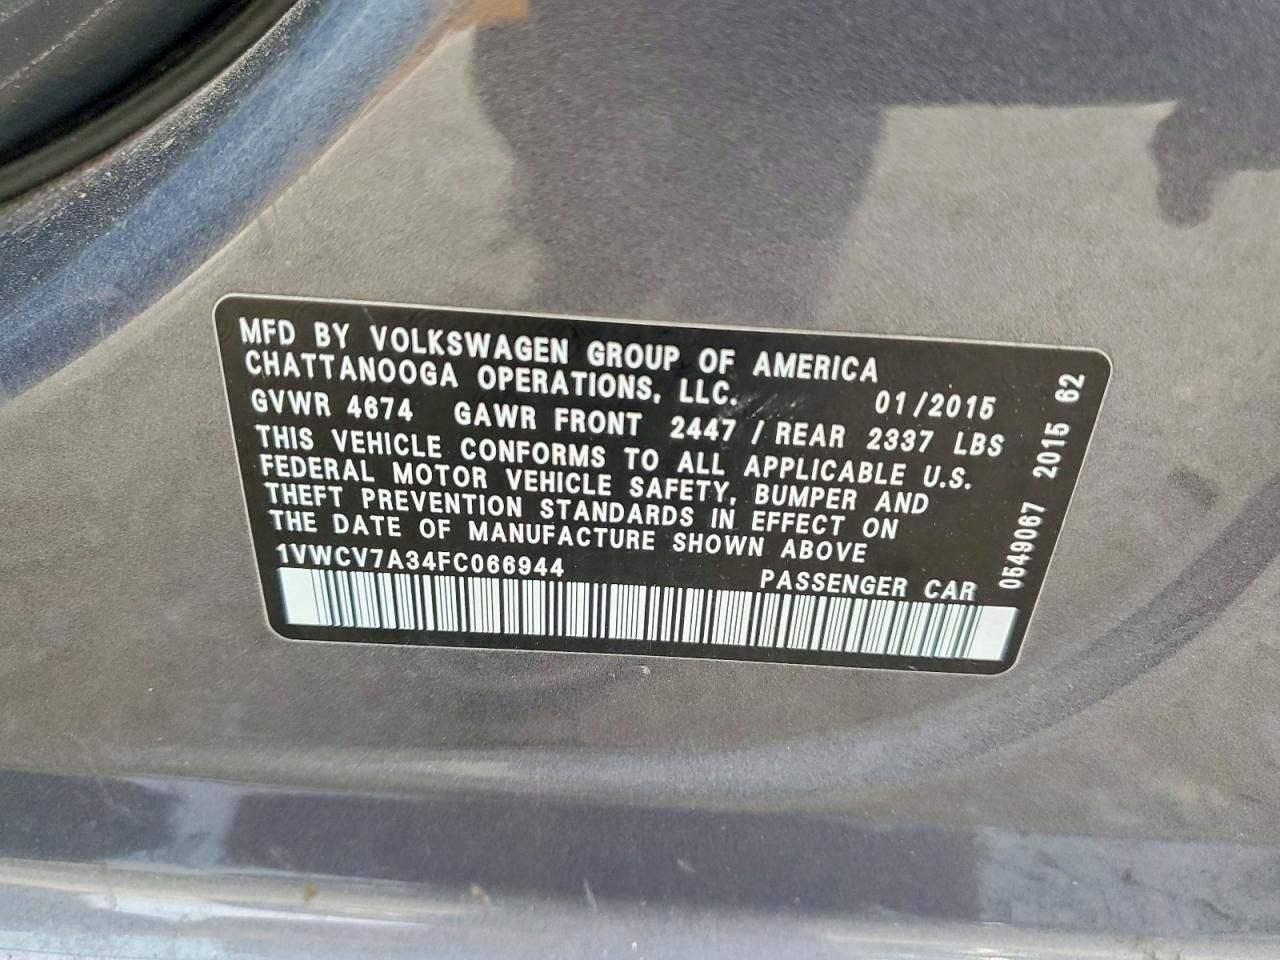 MFD BY VOLKSWAGEN GROUP OF AMERICA
CHATTANOOGA OPERATIONS, LLC. 01/2015
GVWR 4674 GAWR FRONT 2447 / REAR 2337 LBS
THIS VEHICLE CONFORMS TO ALL APPLICABLE U.S.
FEDERAL MOTOR VEHICLE SAFETY, BUMPER AND
THEFT PREVENTION STANDARDS IN EFFECT ON
THE DATE OF MANUFACTURE SHOWN ABOVE
1VWCV7A34FC066944 PASSENGER CAR
0549067 2015 62